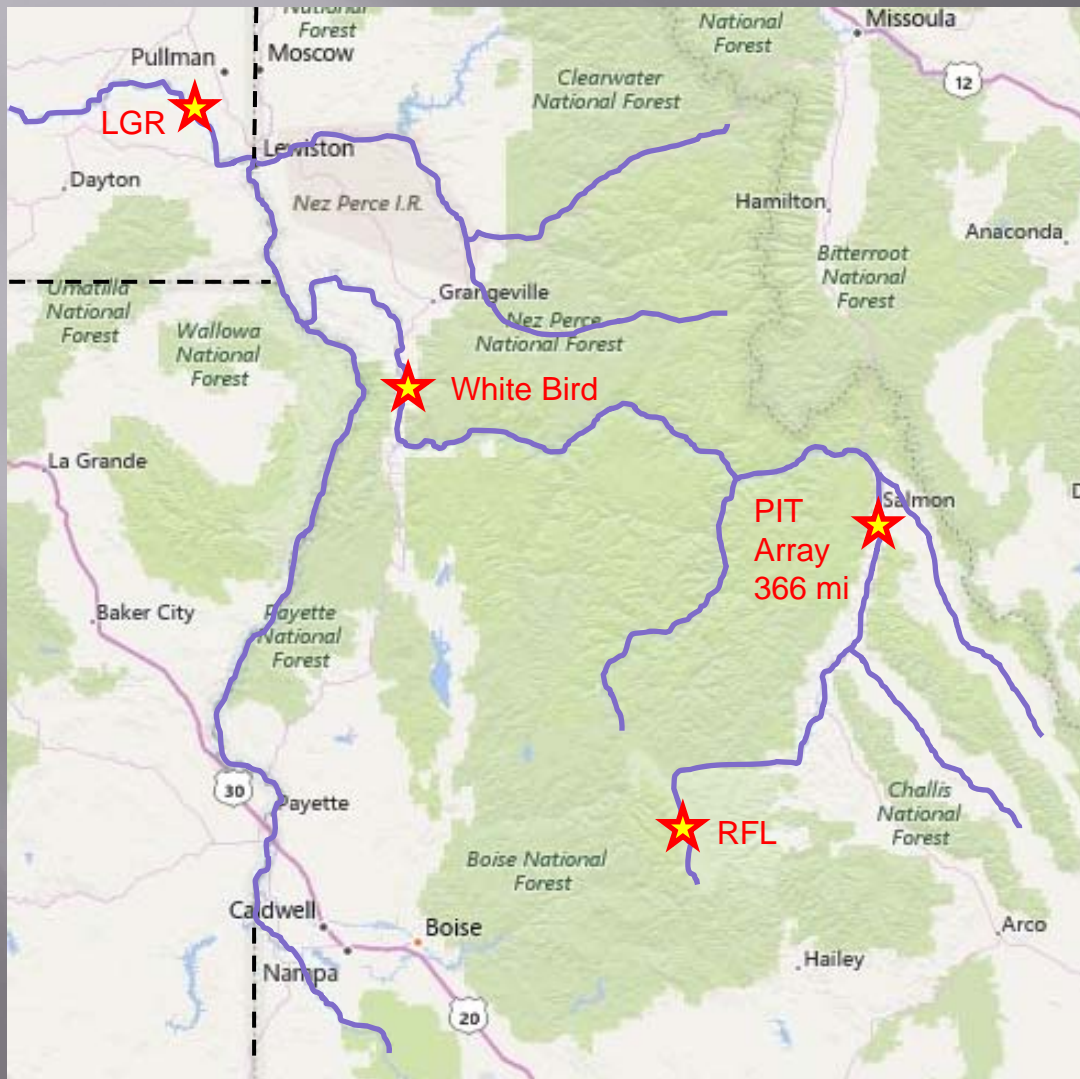 National
Forest
Missoula
National
Forest
Pullman
Moscow
Clearwater
National Forest
12
LGR
Lewiston
Dayton
Nez Perce I.R.
Hamilton
Anaconda
Bitterroot
National
Forest
Umatilla
National
Forest
Grangeville
Wallowa
National
Forest
Nez Perce
National Forest
White Bird
La Grande
Salmon
D
PIT
Array
366 mi
Baker City
Payette
National
Forest
30
Payette
Challis
National
Forest
RFL
Boise National
Forest
Caldwell
Boise
Arco
Nampa
Hailey
20